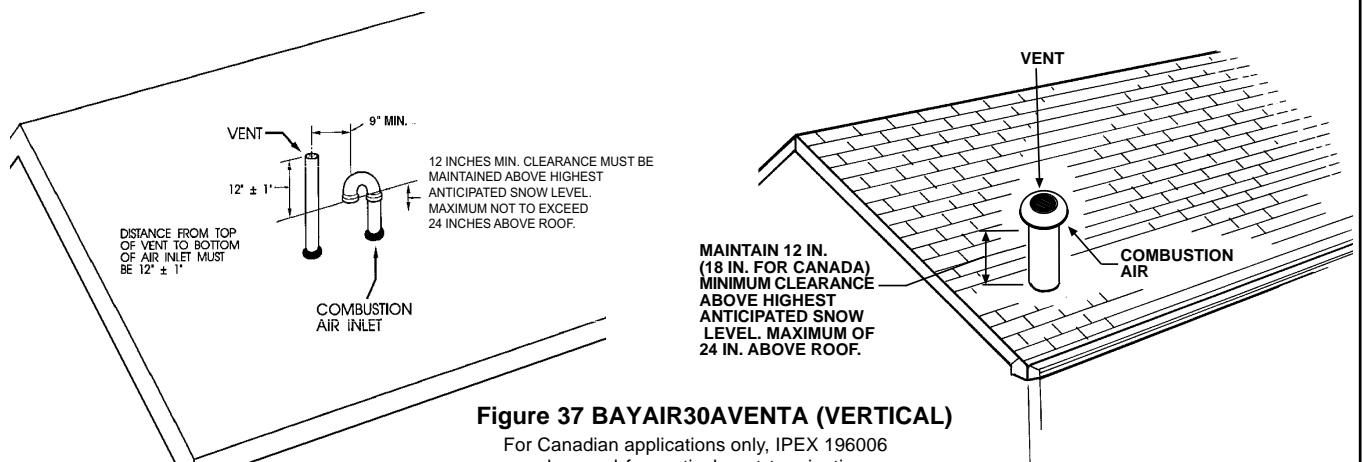 VENT
9" MIN.
12" ± 1"
12 INCHES MIN. CLEARANCE MUST BE
MAINTAINED ABOVE HIGHEST
ANTICIPATED SNOW LEVEL.
MAXIMUM NOT TO EXCEED
24 INCHES ABOVE ROOF.
DISTANCE FROM TOP
OF VENT TO BOTTOM
OF AIR INLET MUST
BE 12" ± 1"
COMBUSTION
AIR INLET
VENT
MAINTAIN 12 IN.
(18 IN. FOR CANADA)
MINIMUM CLEARANCE
ABOVE HIGHEST
ANTICIPATED SNOW
LEVEL. MAXIMUM OF
24 IN. ABOVE ROOF.
COMBUSTION
AIR
Figure 37 BAYAIR30AVENTA (VERTICAL)
For Canadian applications only, IPEX 196006